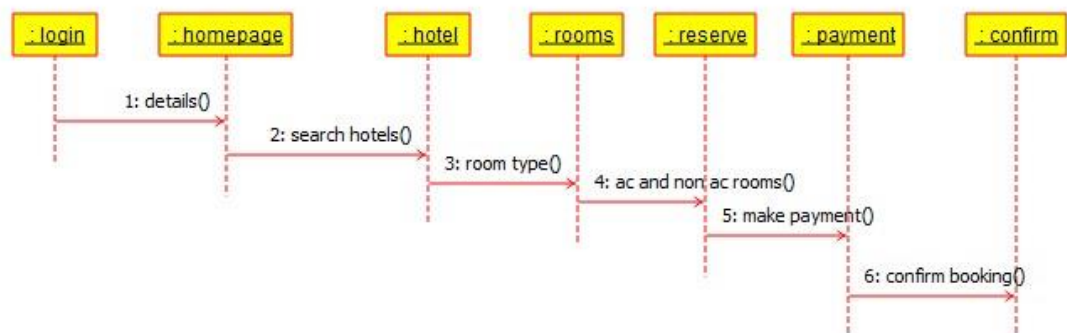 : login
: homepage
: hotel
: rooms
: reserve
: payment
: confirm
1: details()
2: search hotels()
3: room type()
4: ac and non ac rooms()
5: make payment()
6: confirm booking()